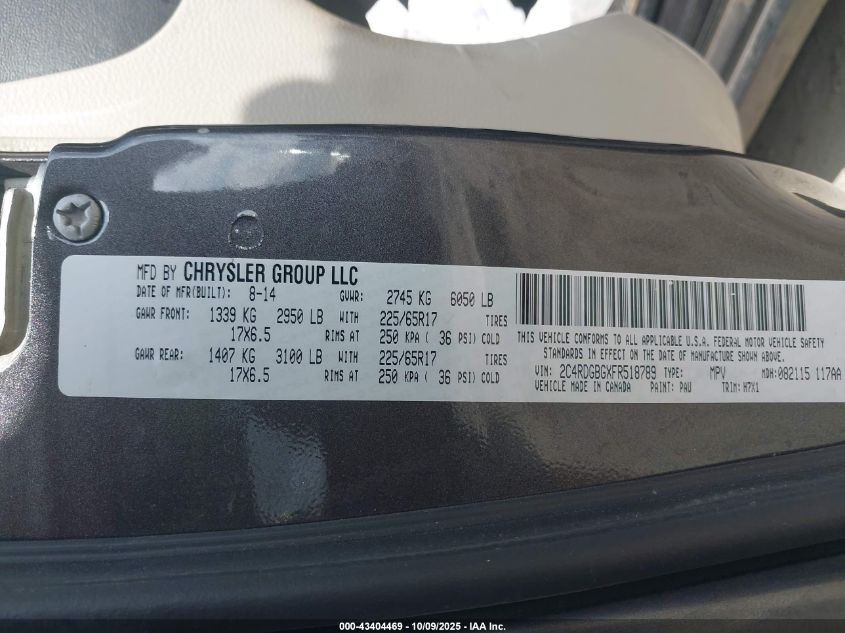 MFD BY CHRYSLER GROUP LLC
DATE OF MFR(BUILT): 8-14 GVWR: 2745 KG 6050 LB
GAWR FRONT: 1339 KG 2950 LB WITH 225/65R17 TIRES
17X6.5 RIMS AT 250 KPA ( 36 PSI) COLD
GAWR REAR: 1407 KG 3100 LB WITH 225/65R17 TIRES
17X6.5 RIMS AT 250 KPA ( 36 PSI) COLD
THIS VEHICLE CONFORMS TO ALL APPLICABLE U.S.A. FEDERAL MOTOR VEHICLE SAFETY
STANDARDS IN EFFECT ON THE DATE OF MANUFACTURE SHOWN ABOVE.
VIN: 2C4RDGBGXFR518789 TYPE: MPV MDH: 082115 117AA
VEHICLE MADE IN CANADA PAINT: PAU TRIM: H7X1
000-43404469 - 10/09/2025 - IAA Inc.